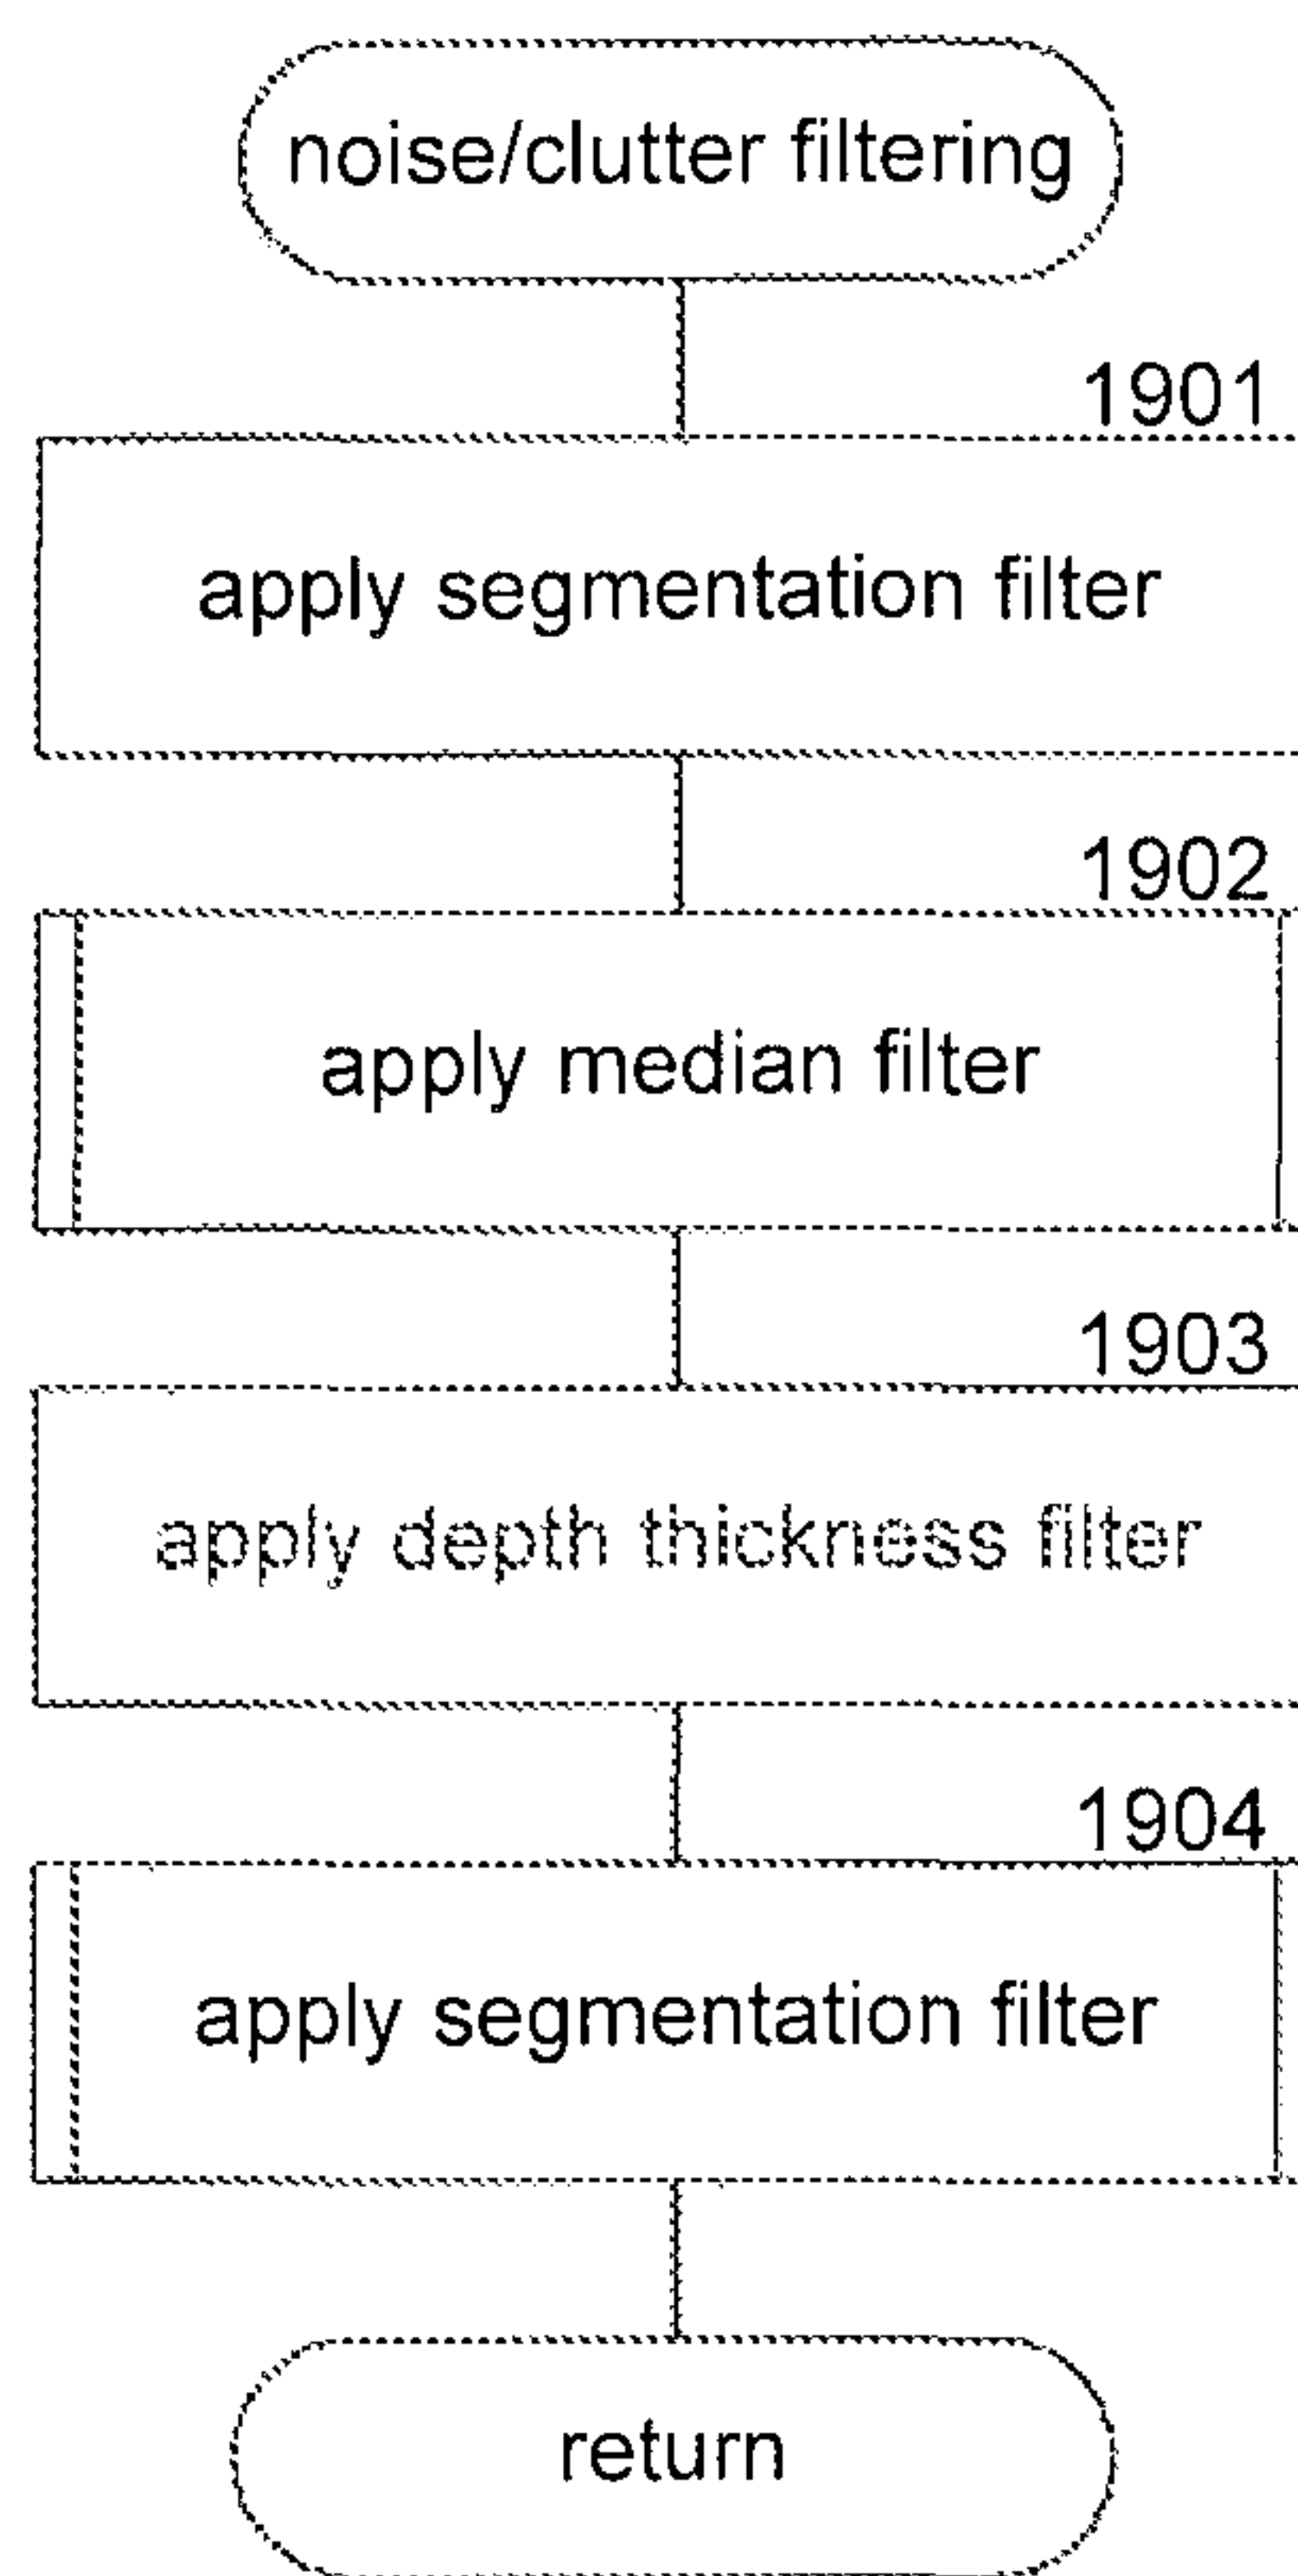 noise/clutter filtering
1901
apply segmentation filter
1902
apply median filter
1903
apply depth thickness filter
1904
apply segmentation filter
return